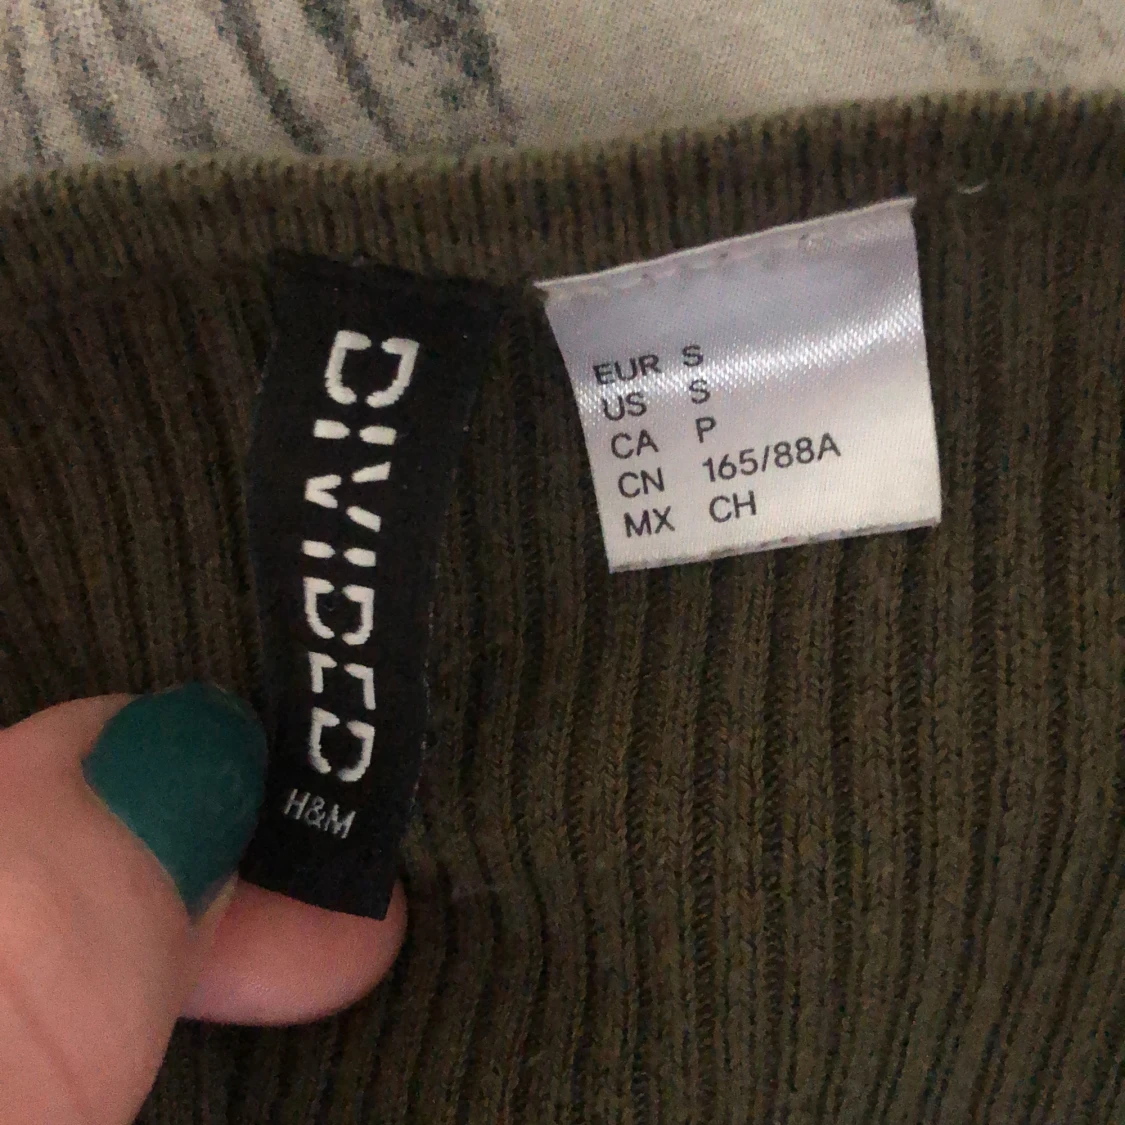 DIVIDED
H&M
EUR S
US S
CA P
CN 165/88A
MX CH